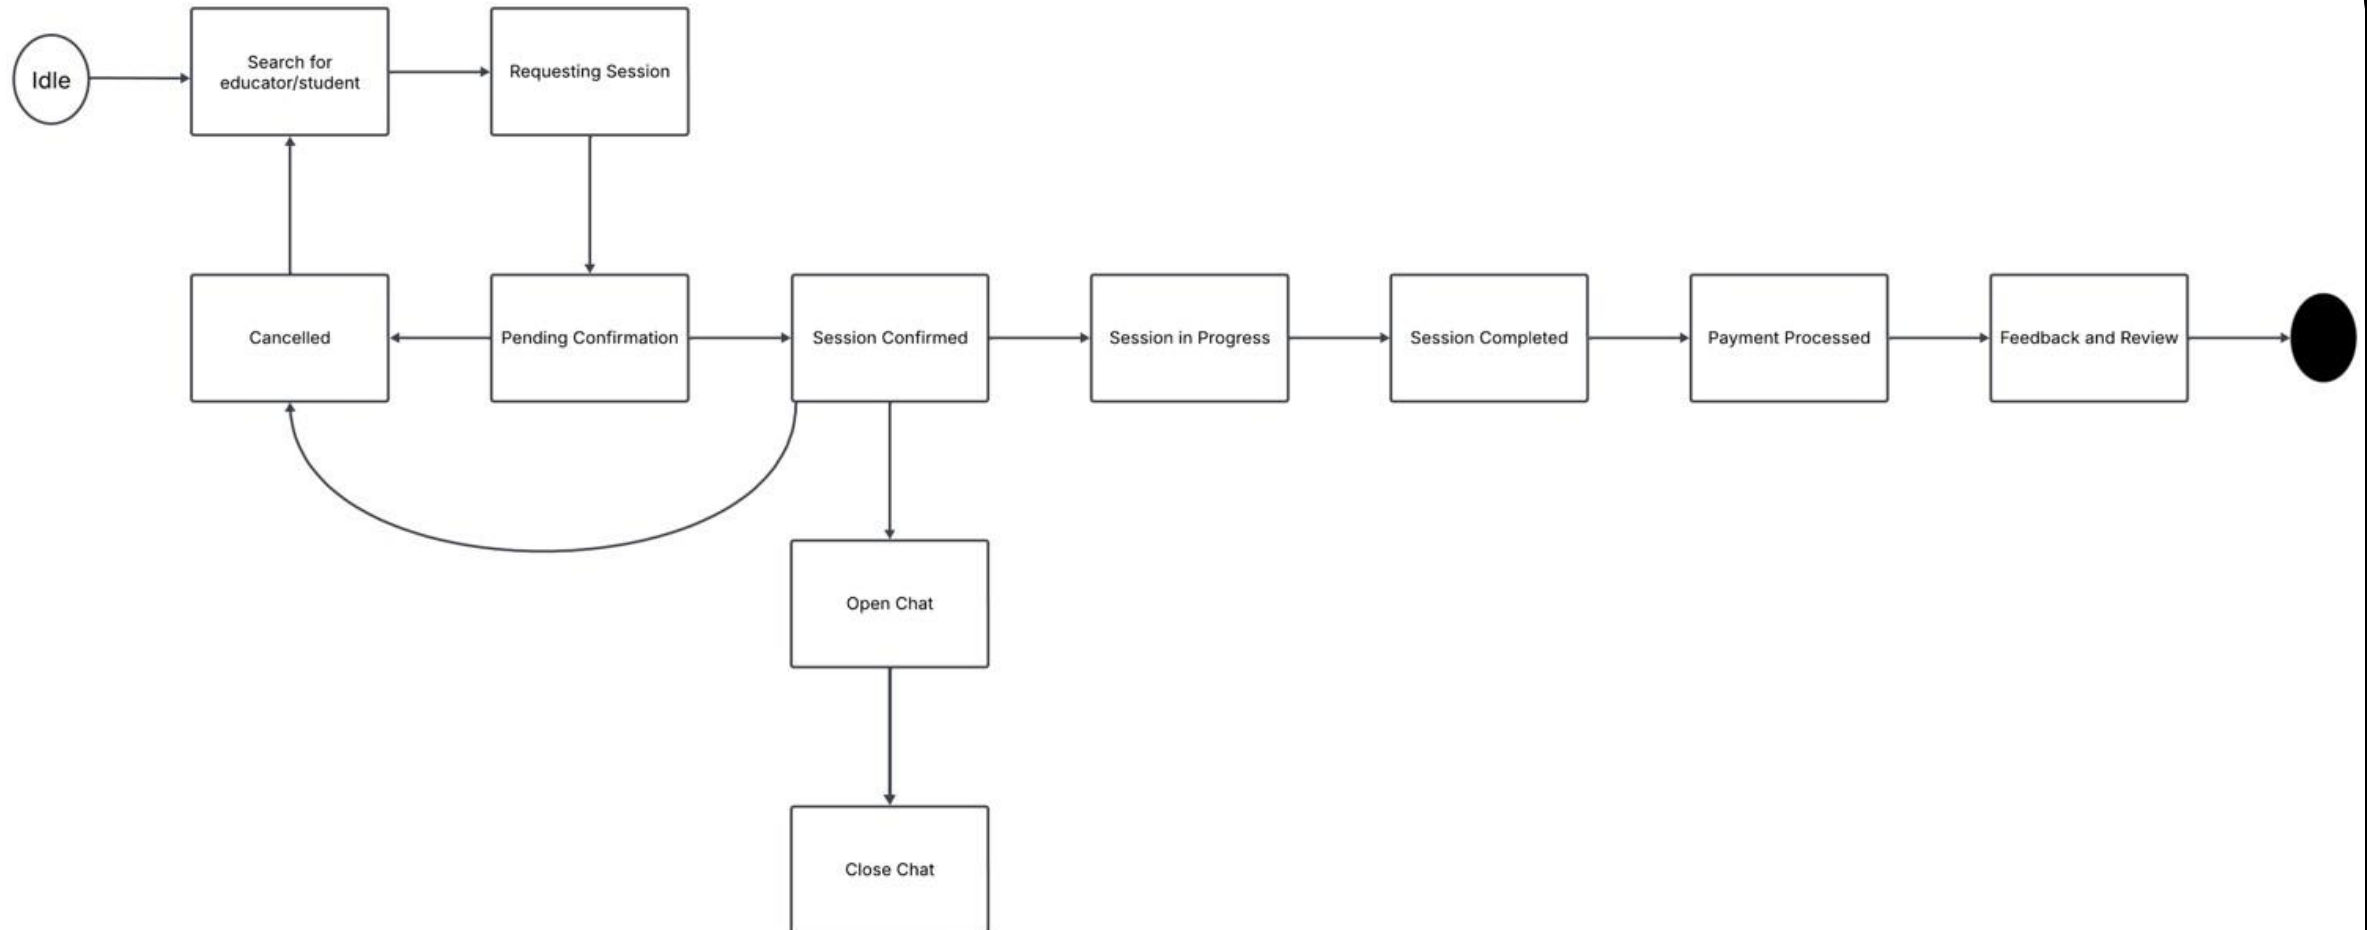 Idle
Search for
educator/student
Requesting Session
Cancelled
Pending Confirmation
Session Confirmed
Session in Progress
Session Completed
Payment Processed
Feedback and Review
Open Chat
Close Chat